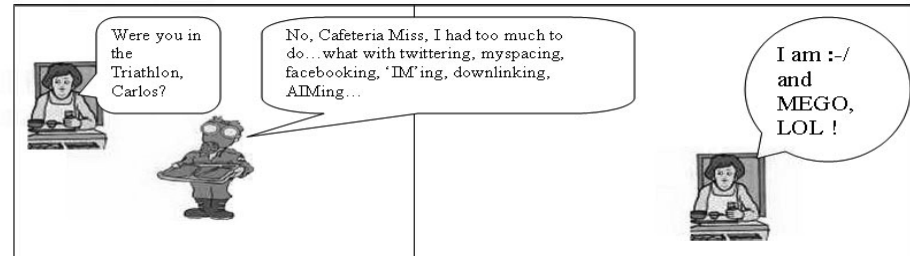 Were you in
the
Triathlon,
Carlos?
No, Cafeteria Miss, I had too much to
do…what with twittering, myspacing,
facebooking, ‘IM’ing, downlinking,
AIMing…
I am :-/
and
MEGO,
LOL !